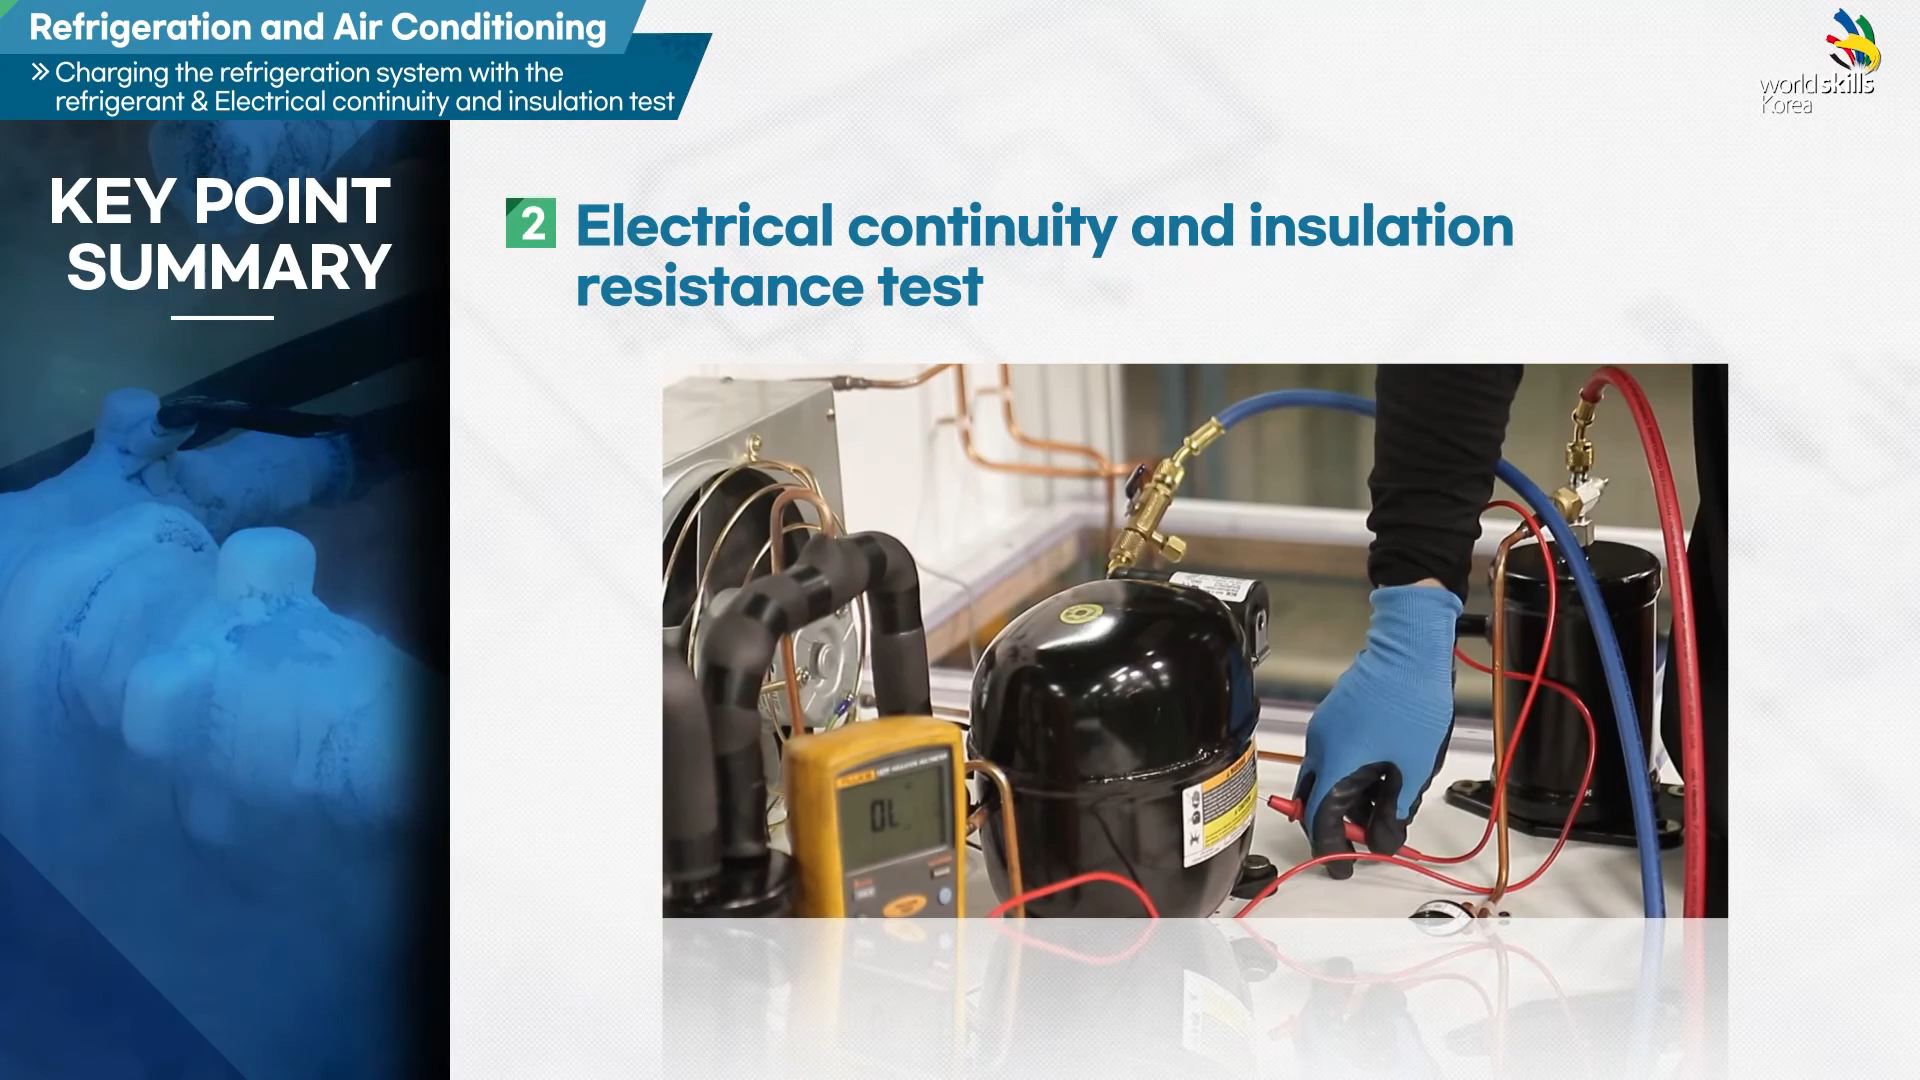 Refrigeration and Air Conditioning
» Charging the refrigeration system with the
refrigerant & Electrical continuity and insulation test
world skills
Korea
KEY POINT
SUMMARY
2 Electrical continuity and insulation
resistance test
FLUKE
OL